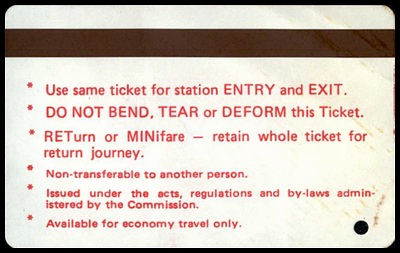 * Use same ticket for station ENTRY and EXIT.
* DO NOT BEND, TEAR or DEFORM this Ticket.
* RETurn or MINifare – retain whole ticket for
return journey.
* Non-transferable to another person.
* Issued under the acts, regulations and by-laws admin-
istered by the Commission.
* Available for economy travel only.